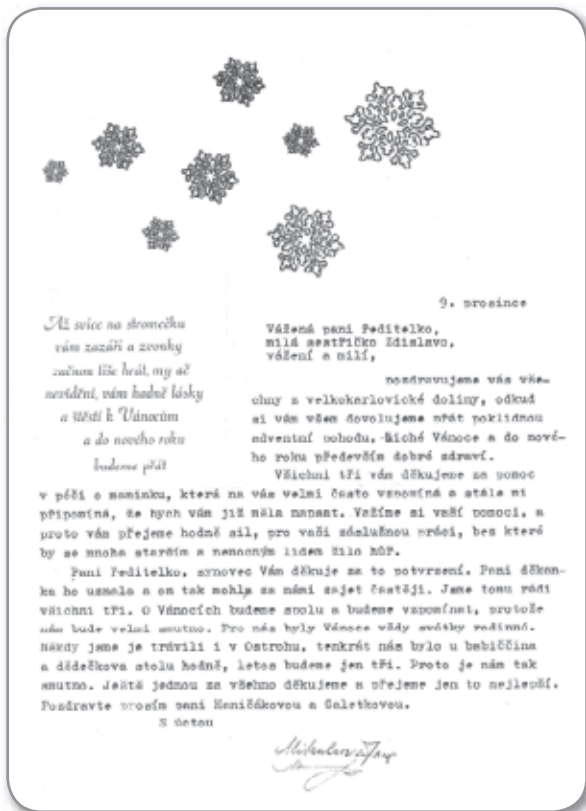 9. prosince
Až svíce na stromečku
vám zazáří a zvonky
začnou tiše hrát, my ač
nevidění, vám hodně lásky
a štěstí k Vánocům
a do nového roku
budeme přát
Vážená paní Ředitelko,
milá sestřičko Zdislavo,
vážení a milí,
pozdravujeme vás vše-
chny z velkokarlovické doliny, odkud
si vám všem dovolujeme přát poklidnou
adventní pohodu, tiché Vánoce a do nové-
ho roku především dobré zdraví.
Všichni tři vám děkujeme za pomoc
v péči o maminku, která na vás velmi často vzpomíná a stále mi
připomíná, že bych vám již měla napsat. Vážíme si vaší pomoci, a
proto vám přejeme hodně sil, pro vaši záslužnou práci, bez které
by se mnoha starším a nemocným lidem žilo hůř.
Paní Ředitelko, synovec Vám děkuje za to potvrzení. Paní děkan-
ka ho uznala a on tak mohl za námi zajet častěji. Jsme tomu rádi
všichni tři. O Vánocích budeme spolu a budeme vzpomínat, protože
nám bude velmi smutno. Pro nás byly Vánoce vždy svátky rodinné.
Někdy jsme je trávili i v Ostrohu, tenkrát nás bylo u babiččina
a dědečkova stolu hodně, letos budeme jen tři. Proto je nám tak
smutno. Ještě jednou za všechno děkujeme a přejeme jen to nejlepší.
Pozdravte prosím paní Haničákovou a Galetkovou.
S úctou